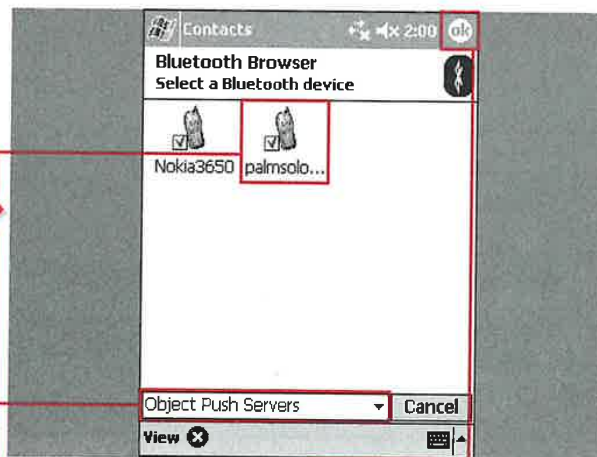 Contacts 2:00 ok
Bluetooth Browser
Select a Bluetooth device
Nokia3650 palmsolo...
Object Push Servers Cancel
View